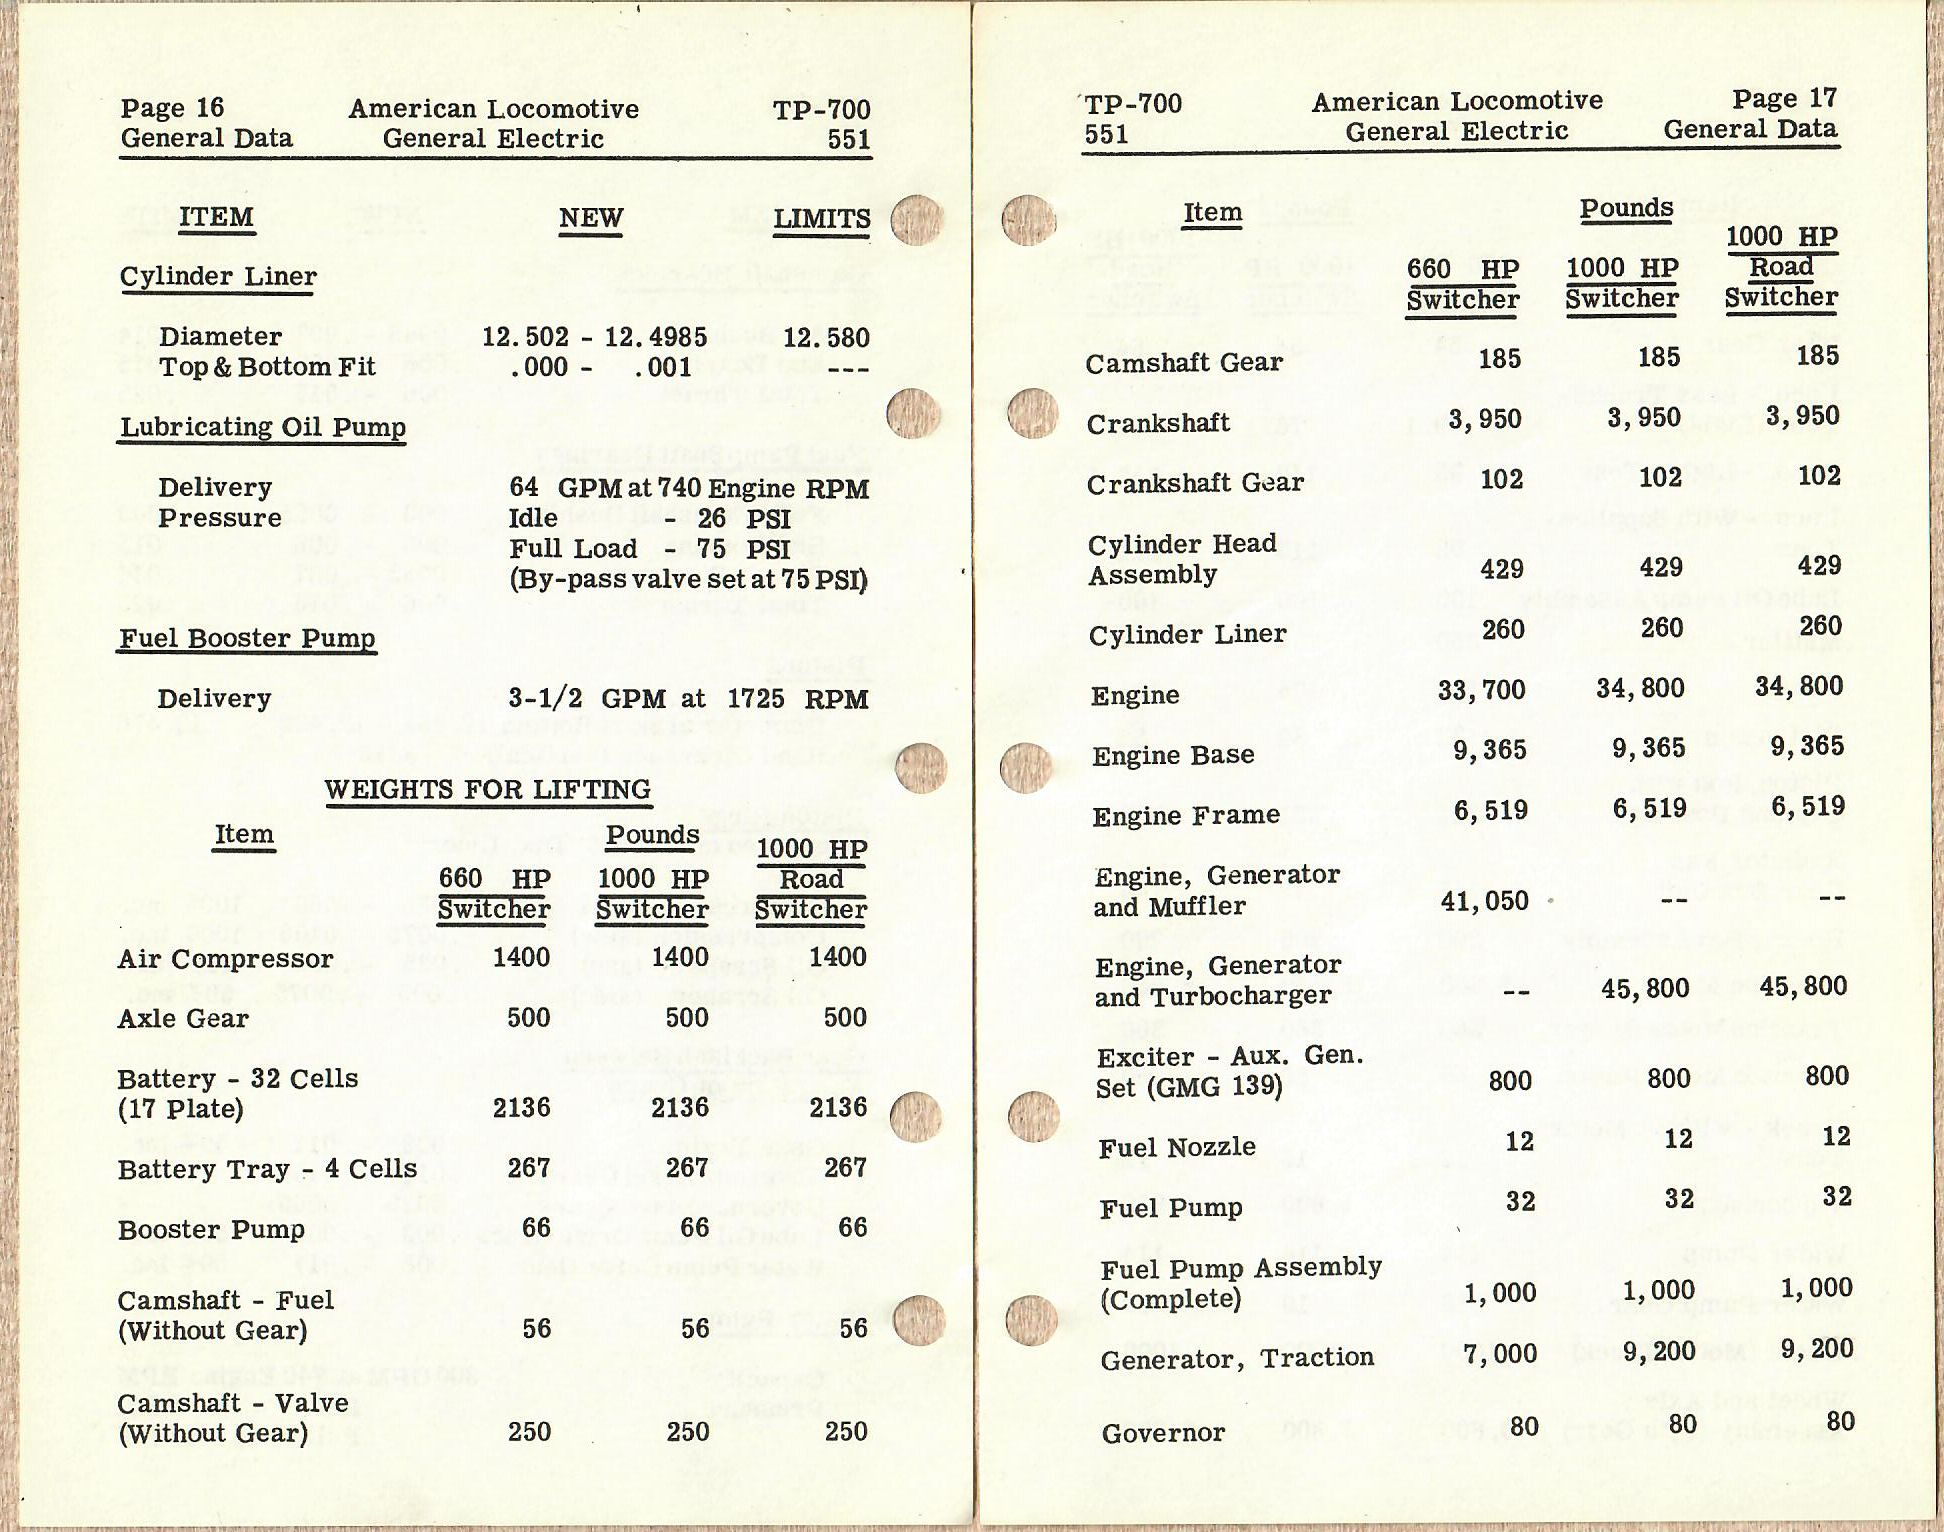 Page 16 American Locomotive TP-700
General Data General Electric 551
ITEM NEW LIMITS
Cylinder Liner
Diameter 12.502 - 12.4985 12.580
Top & Bottom Fit .000 - .001 ---
Lubricating Oil Pump
Delivery 64 GPM at 740 Engine RPM
Pressure Idle - 26 PSI
Full Load - 75 PSI
(By-pass valve set at 75 PSI)
Fuel Booster Pump
Delivery 3-1/2 GPM at 1725 RPM
WEIGHTS FOR LIFTING
Item Pounds
1000 HP
660 HP 1000 HP Road
Switcher Switcher Switcher
Air Compressor 1400 1400 1400
Axle Gear 500 500 500
Battery - 32 Cells
(17 Plate) 2136 2136 2136
Battery Tray - 4 Cells 267 267 267
Booster Pump 66 66 66
Camshaft - Fuel
(Without Gear) 56 56 56
Camshaft - Valve
(Without Gear) 250 250 250
TP-700 American Locomotive Page 17
551 General Electric General Data
Item Pounds
1000 HP
660 HP 1000 HP Road
Switcher Switcher Switcher
Camshaft Gear 185 185 185
Crankshaft 3,950 3,950 3,950
Crankshaft Gear 102 102 102
Cylinder Head
Assembly 429 429 429
Cylinder Liner 260 260 260
Engine 33,700 34,800 34,800
Engine Base 9,365 9,365 9,365
Engine Frame 6,519 6,519 6,519
Engine, Generator
and Muffler 41,050 -- --
Engine, Generator
and Turbocharger -- 45,800 45,800
Exciter - Aux. Gen.
Set (GMG 139) 800 800 800
Fuel Nozzle 12 12 12
Fuel Pump 32 32 32
Fuel Pump Assembly
(Complete) 1,000 1,000 1,000
Generator, Traction 7,000 9,200 9,200
Governor 80 80 80